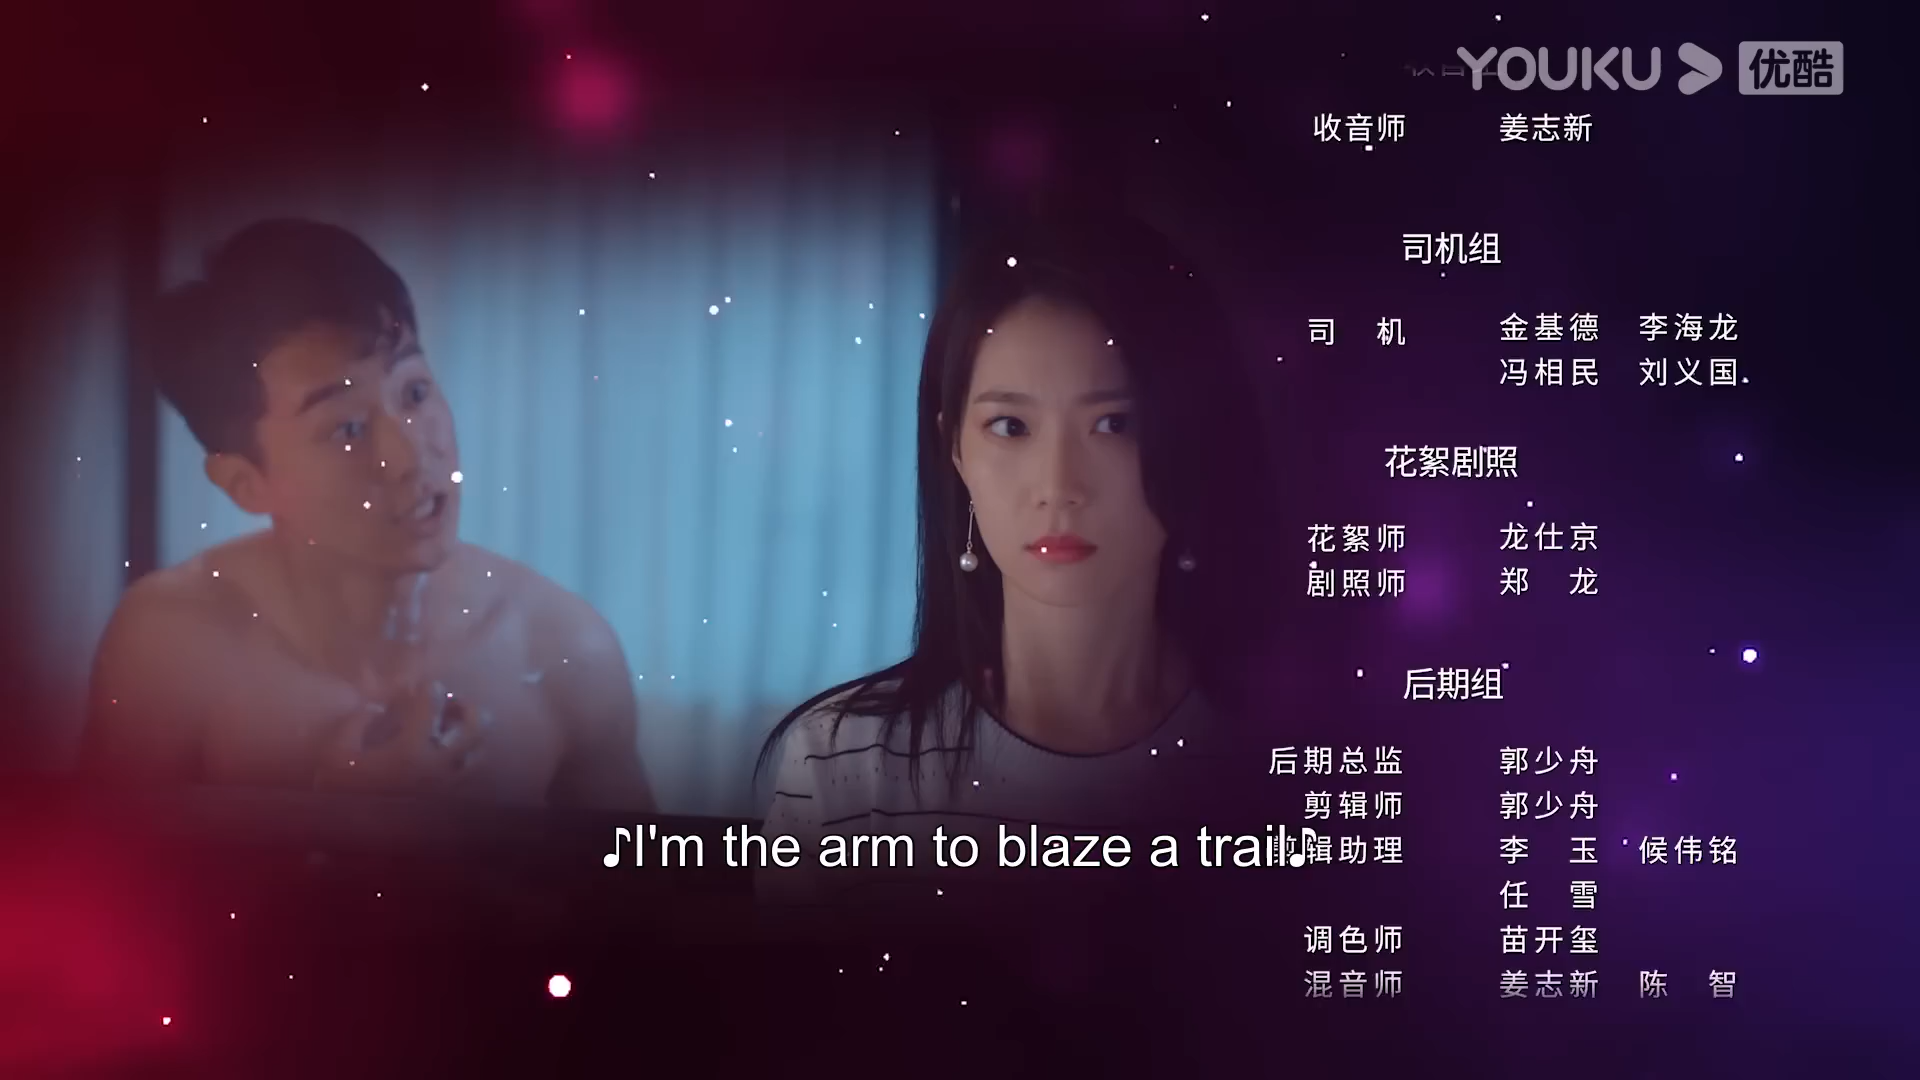 YOUKU 优酷
收音师 姜志新
司机组
司 机 金基德 李海龙
冯相民 刘义国
花絮剧照
花絮师 龙仕京
剧照师 郑 龙
后期组
后期总监 郭少舟
剪辑师 郭少舟
♪I'm the arm to blaze a trail♪
剪辑助理 李 玉 候伟铭
任 雪
调色师 苗开玺
混音师 姜志新 陈 智